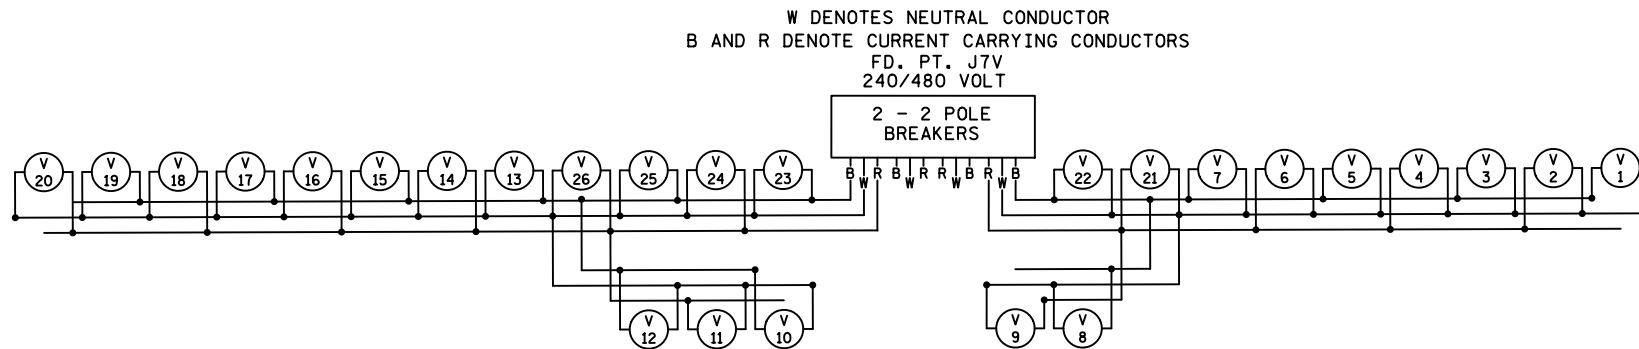 W DENOTES NEUTRAL CONDUCTOR
B AND R DENOTE CURRENT CARRYING CONDUCTORS
FD. PT. J7V
240/480 VOLT
2 - 2 POLE
BREAKERS
B W R B W R R W B R W B
V 20 V 19 V 18 V 17 V 16 V 15 V 14 V 13 V 26 V 25 V 24 V 23 V 22 V 21 V 7 V 6 V 5 V 4 V 3 V 2 V 1
V 12 V 11 V 10 V 9 V 8